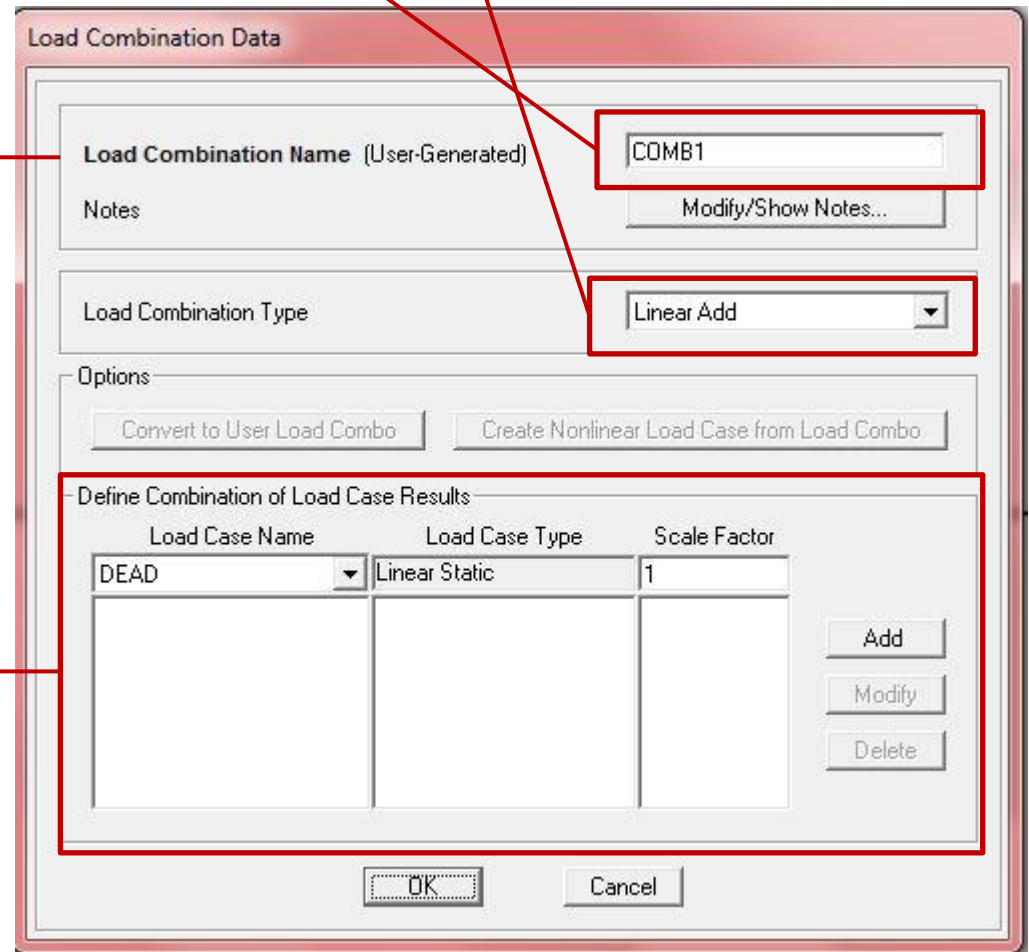 Load Combination Data
Load Combination Name (User-Generated) COMB1
Notes Modify/Show Notes...
Load Combination Type Linear Add
Options
Convert to User Load Combo Create Nonlinear Load Case from Load Combo
Define Combination of Load Case Results
Load Case Name Load Case Type Scale Factor
DEAD Linear Static 1
Add
Modify
Delete
OK Cancel